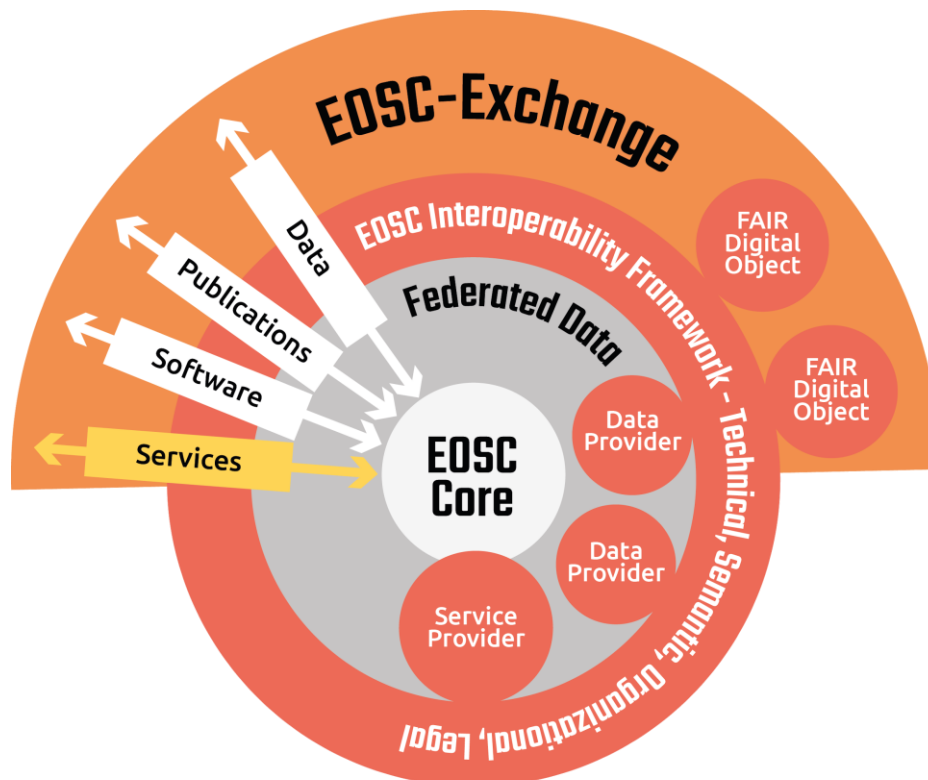 EOSC-Exchange
EOSC Interoperability Framework - Technical, Semantic, Organizational, Legal
Federated Data
Data
Publications
Software
Services
FAIR
Digital
Object
FAIR
Digital
Object
Data
Provider
EOSC
Core
Data
Provider
Service
Provider